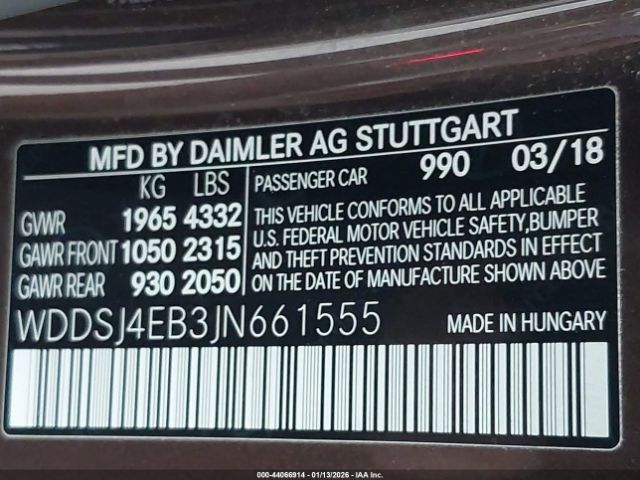 MFD BY DAIMLER AG STUTTGART
KG LBS
GVWR 1965 4332
GAWR FRONT 1050 2315
GAWR REAR 930 2050
PASSENGER CAR 990 03/18
THIS VEHICLE CONFORMS TO ALL APPLICABLE
U.S. FEDERAL MOTOR VEHICLE SAFETY,BUMPER
AND THEFT PREVENTION STANDARDS IN EFFECT
ON THE DATE OF MANUFACTURE SHOWN ABOVE.
WDDSJ4EB3JN661555 MADE IN HUNGARY
000-44066914 - 01/13/2026 - Copyright © 2026 IAAI, Inc.